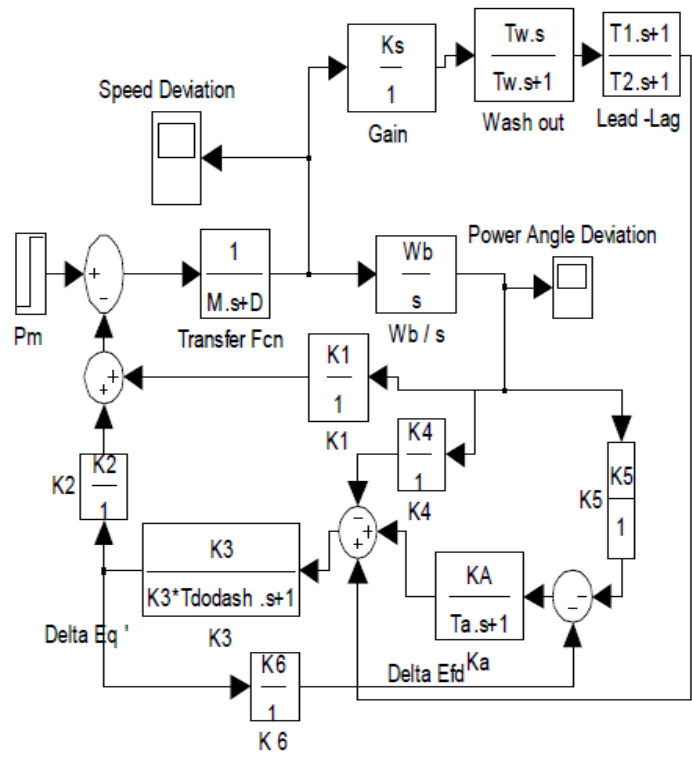 Ks
1
Gain
Tw.s
Tw.s+1
Wash out
T1.s+1
T2.s+1
Lead -Lag
Speed Deviation
Pm
+
−
1
M.s+D
Transfer Fcn
Wb
s
Wb / s
Power Angle Deviation
+
+
K1
1
K1
K4
1
K4
K5
1
K5
K2
1
K2
K3
K3*Tdodash .s+1
K3
−
+
+
KA
Ta.s+1
Ka
−
−
Delta Eq '
K6
1
K 6
Delta Efd